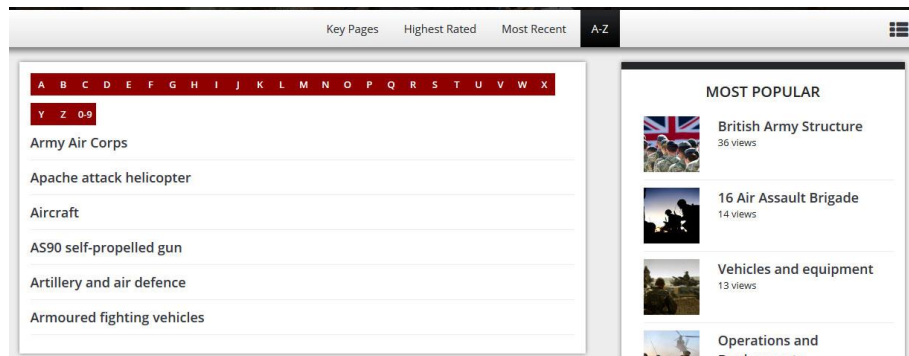 Key Pages Highest Rated Most Recent A-Z
A B C D E F G H I J K L M N O P Q R S T U V W X
Y Z 0-9
Army Air Corps
Apache attack helicopter
Aircraft
AS90 self-propelled gun
Artillery and air defence
Armoured fighting vehicles
MOST POPULAR
British Army Structure
36 views
16 Air Assault Brigade
14 views
Vehicles and equipment
13 views
Operations and